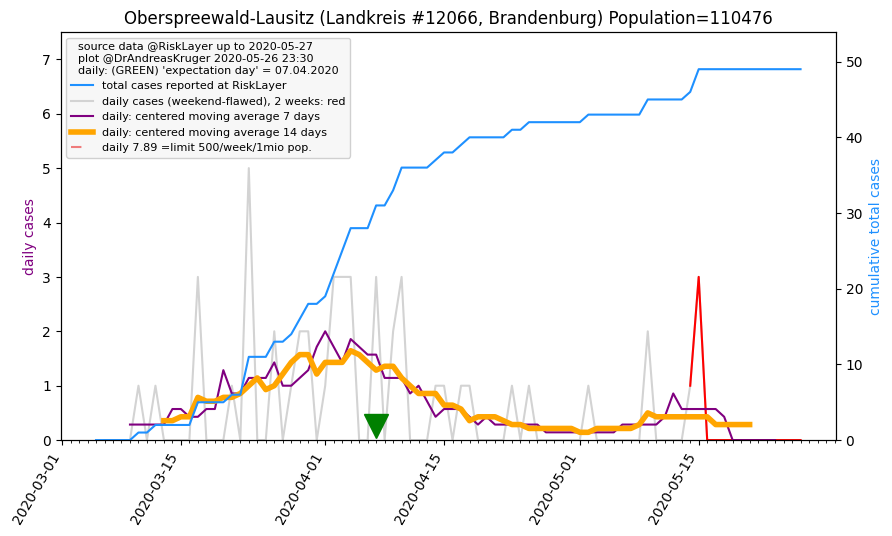 Oberspreewald-Lausitz (Landkreis #12066, Brandenburg) Population=110476
source data @RiskLayer up to 2020-05-27
plot @DrAndreasKruger 2020-05-26 23:30
daily: (GREEN) 'expectation day' = 07.04.2020
total cases reported at RiskLayer
daily cases (weekend-flawed), 2 weeks: red
daily: centered moving average 7 days
daily: centered moving average 14 days
daily 7.89 =limit 500/week/1mio pop.
daily cases
7
6
5
4
3
2
1
0
cumulative total cases
50
40
30
20
10
0
2020-03-01
2020-03-15
2020-04-01
2020-04-15
2020-05-01
2020-05-15